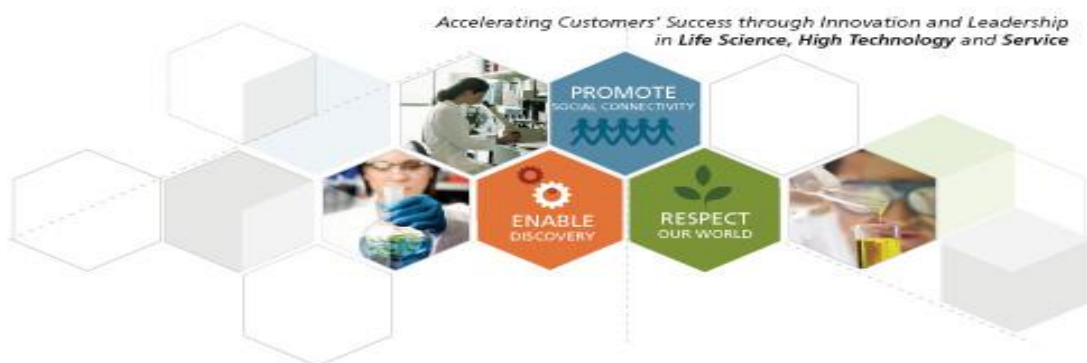 Accelerating Customers' Success through Innovation and Leadership
in Life Science, High Technology and Service
PROMOTE
SOCIAL CONNECTIVITY
ENABLE
DISCOVERY
RESPECT
OUR WORLD